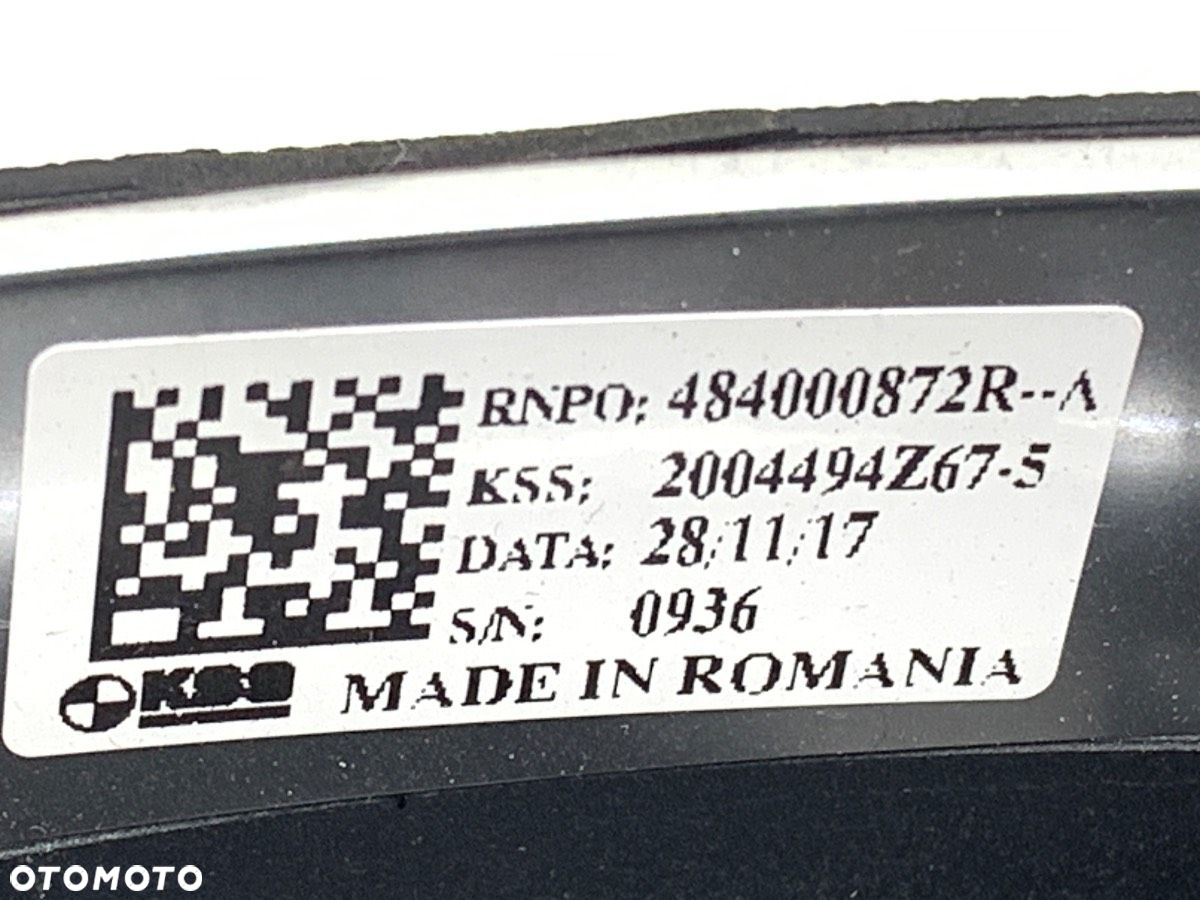 RNPO: 484000872R--A
KSS: 2004494Z67-5
DATA: 28/11/17
S/N: 0936
KSS MADE IN ROMANIA
OTOMOTO